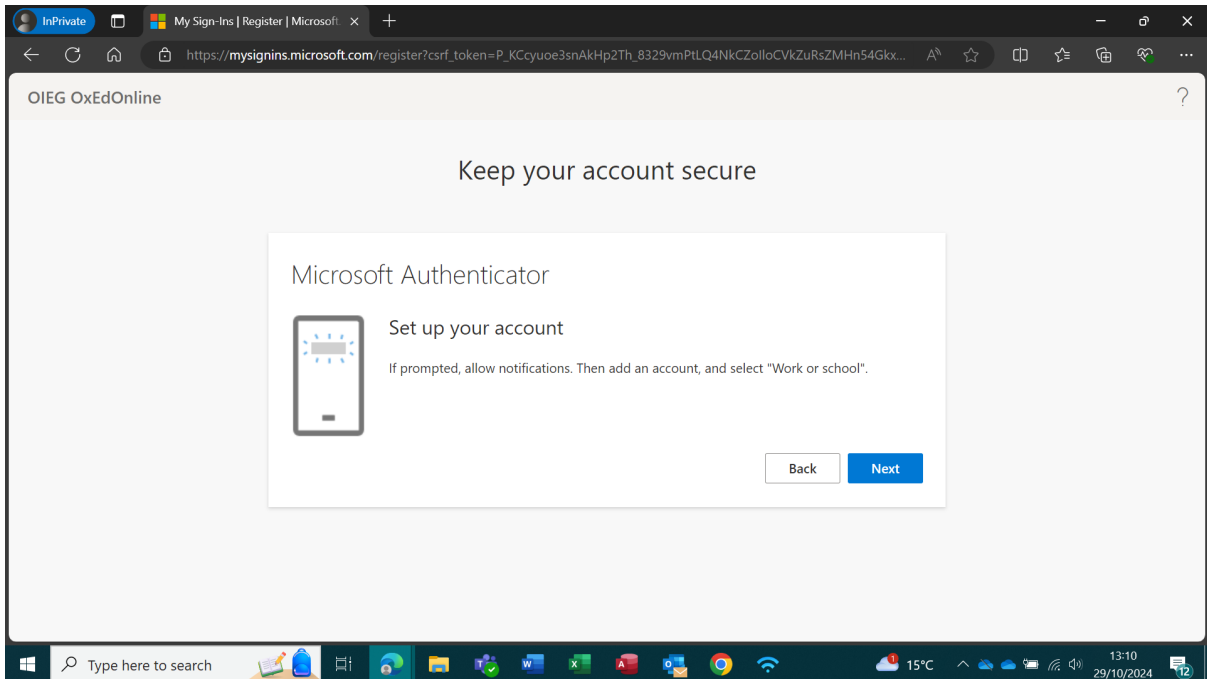 InPrivate
My Sign-Ins | Register | Microsoft
https://mysignins.microsoft.com/register?csrf_token=P_KCcyuoe3snAkHp2Th_8329vmPtLQ4NkCZoIloCVkZuRsZMHn54Gkx...
OIEG OxEdOnline
?
Keep your account secure
Microsoft Authenticator
Set up your account
If prompted, allow notifications. Then add an account, and select "Work or school".
Back
Next
Type here to search
1
15°C
13:10
29/10/2024
12